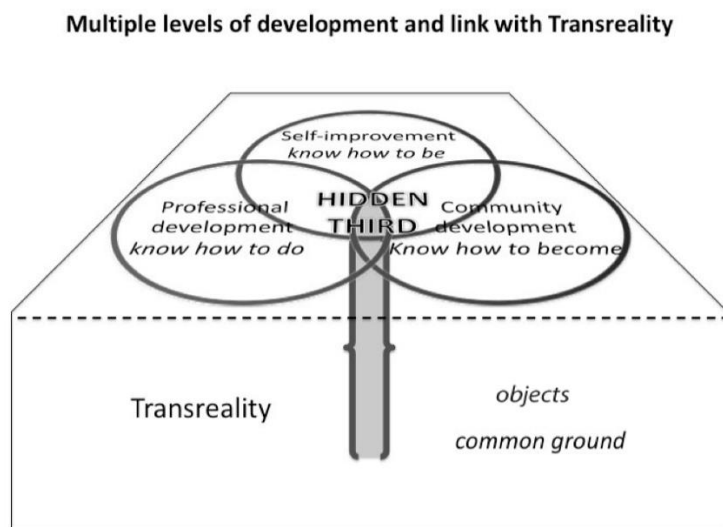 Multiple levels of development and link with Transreality
Self-improvement
know how to be
HIDDEN
THIRD
Professional
development
know how to do
Community
development
Know how to become
Transreality
objects
common ground